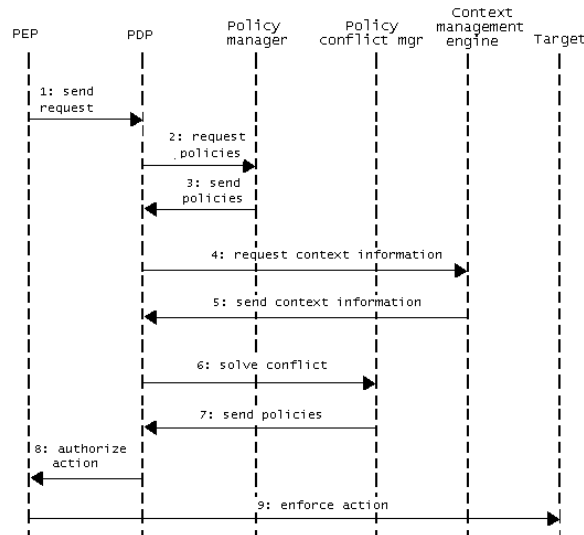 PEP
PDP
Policy
manager
Policy
conflict mgr
Context
management
engine
Target
1: send
request
2: request
policies
3: send
policies
4: request context information
5: send context information
6: solve conflict
7: send policies
8: authorize
action
9: enforce action